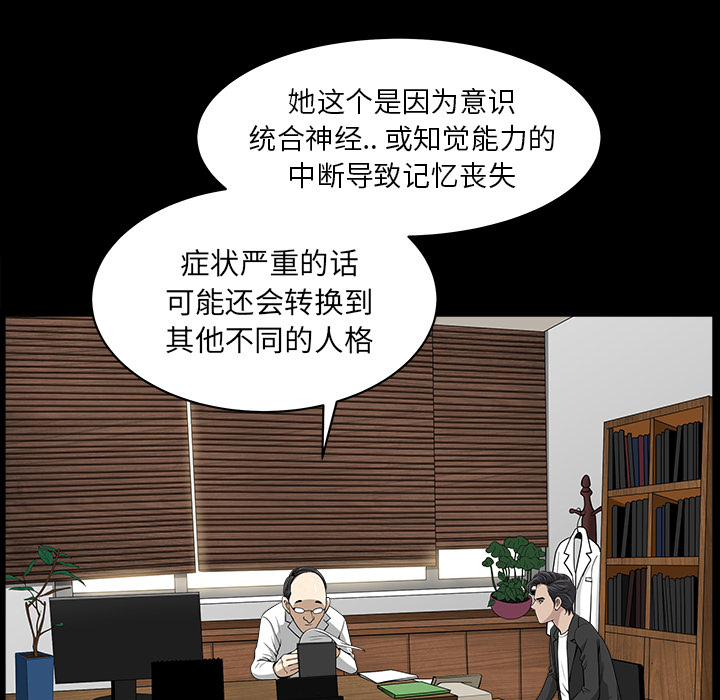 她这个是因为意识
统合神经.. 或知觉能力的
中断导致记忆丧失
症状严重的话
可能还会转换到
其他不同的人格